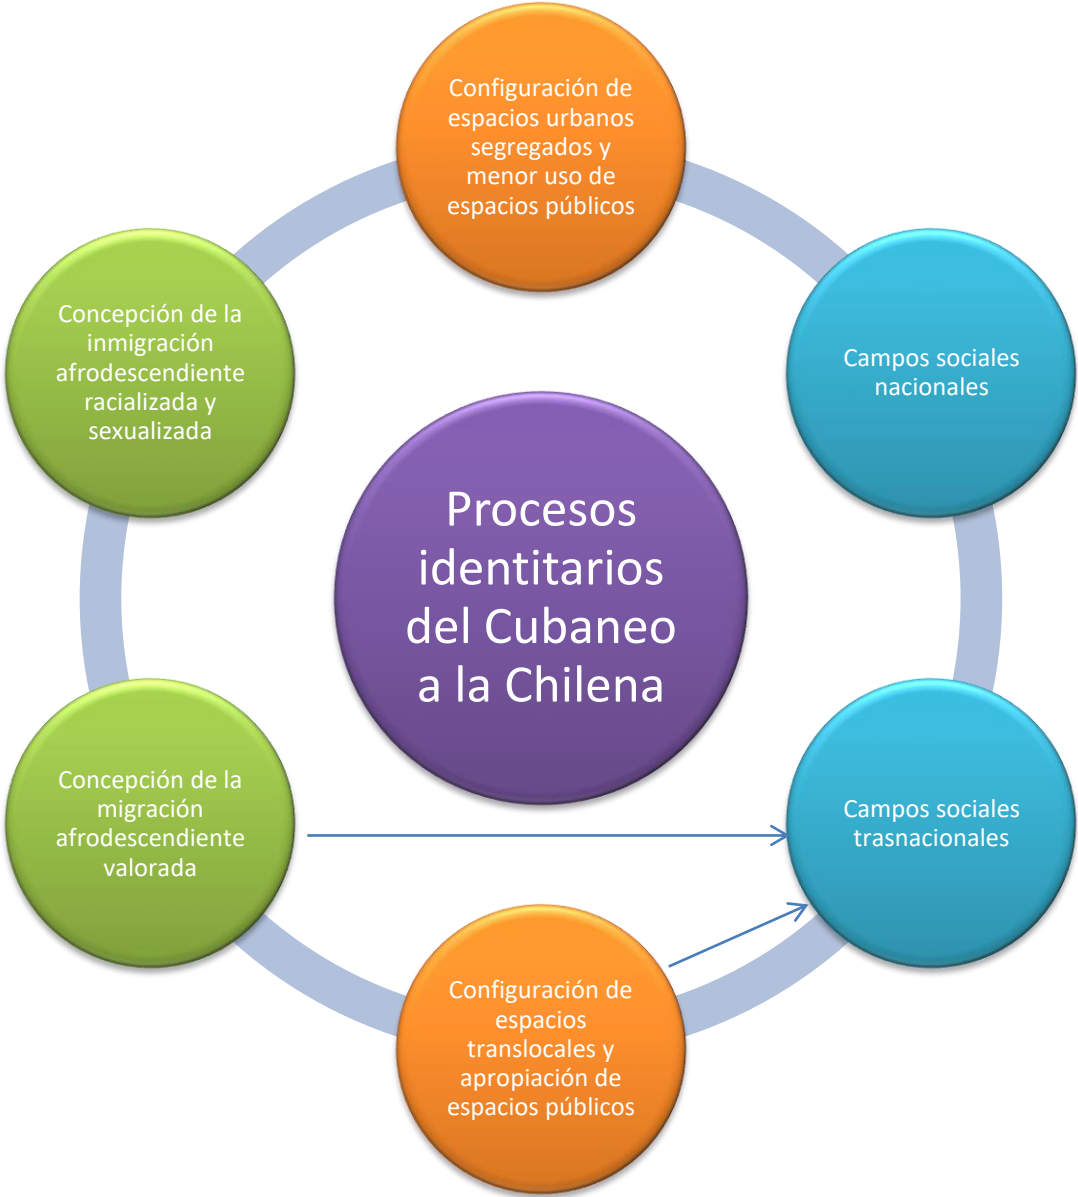 Configuración de
espacios urbanos
segregados y
menor uso de
espacios públicos
Concepción de la
inmigración
afrodescendiente
racializada y
sexualizada
Campos sociales
nacionales
Procesos
identitarios
del Cubaneo
a la Chilena
Concepción de la
migración
afrodescendiente
valorada
Campos sociales
trasnacionales
Configuración de
espacios
translocales y
apropiación de
espacios públicos